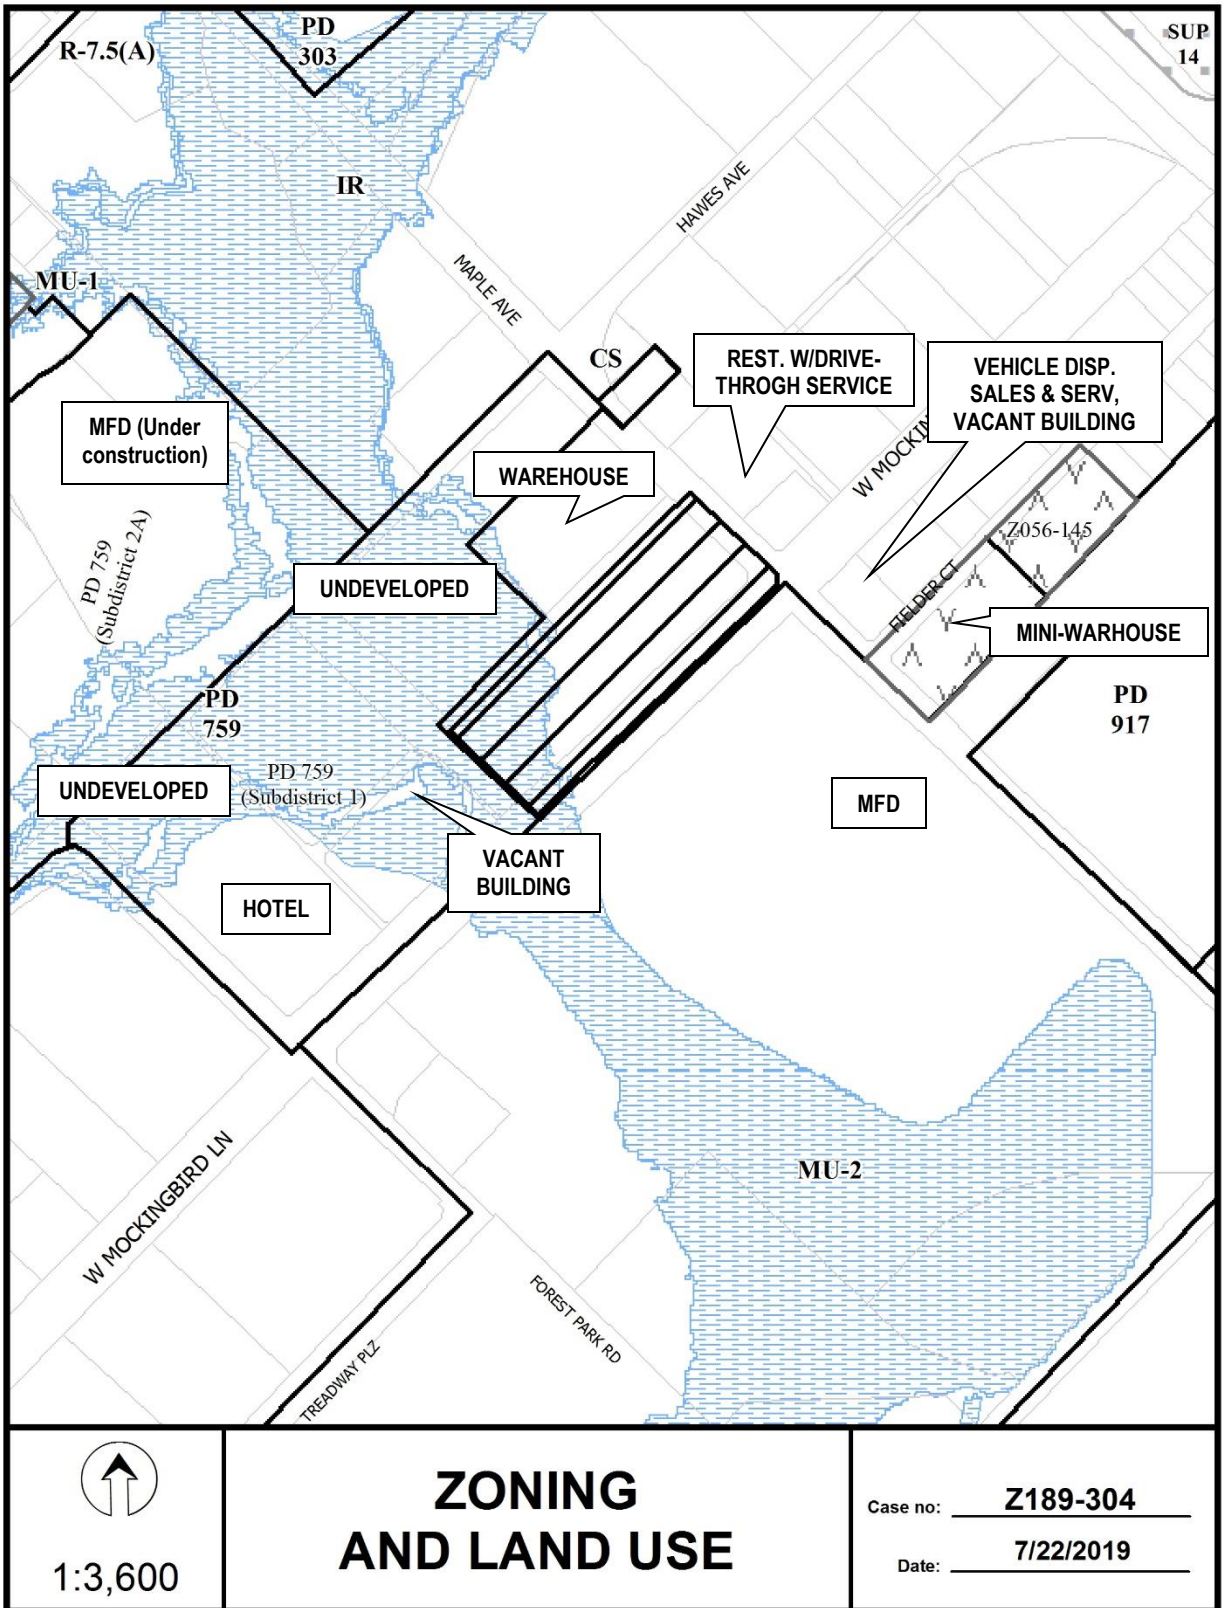 R-7.5(A)
PD
303
SUP
14
IR
HAWES AVE
MU-1
MAPLE AVE
CS
REST. W/DRIVE-
THROGH SERVICE
VEHICLE DISP.
SALES & SERV,
VACANT BUILDING
MFD (Under
construction)
WAREHOUSE
W MOCKIN
Z056-145
PD 759
(Subdistrict 2A)
UNDEVELOPED
FIELDER CT
MINI-WARHOUSE
PD
759
PD
917
UNDEVELOPED
PD 759
(Subdistrict 1)
MFD
VACANT
BUILDING
HOTEL
W MOCKINGBIRD LN
MU-2
FOREST PARK RD
TREADWAY PLZ
1:3,600
ZONING
AND LAND USE
Case no: Z189-304
Date: 7/22/2019